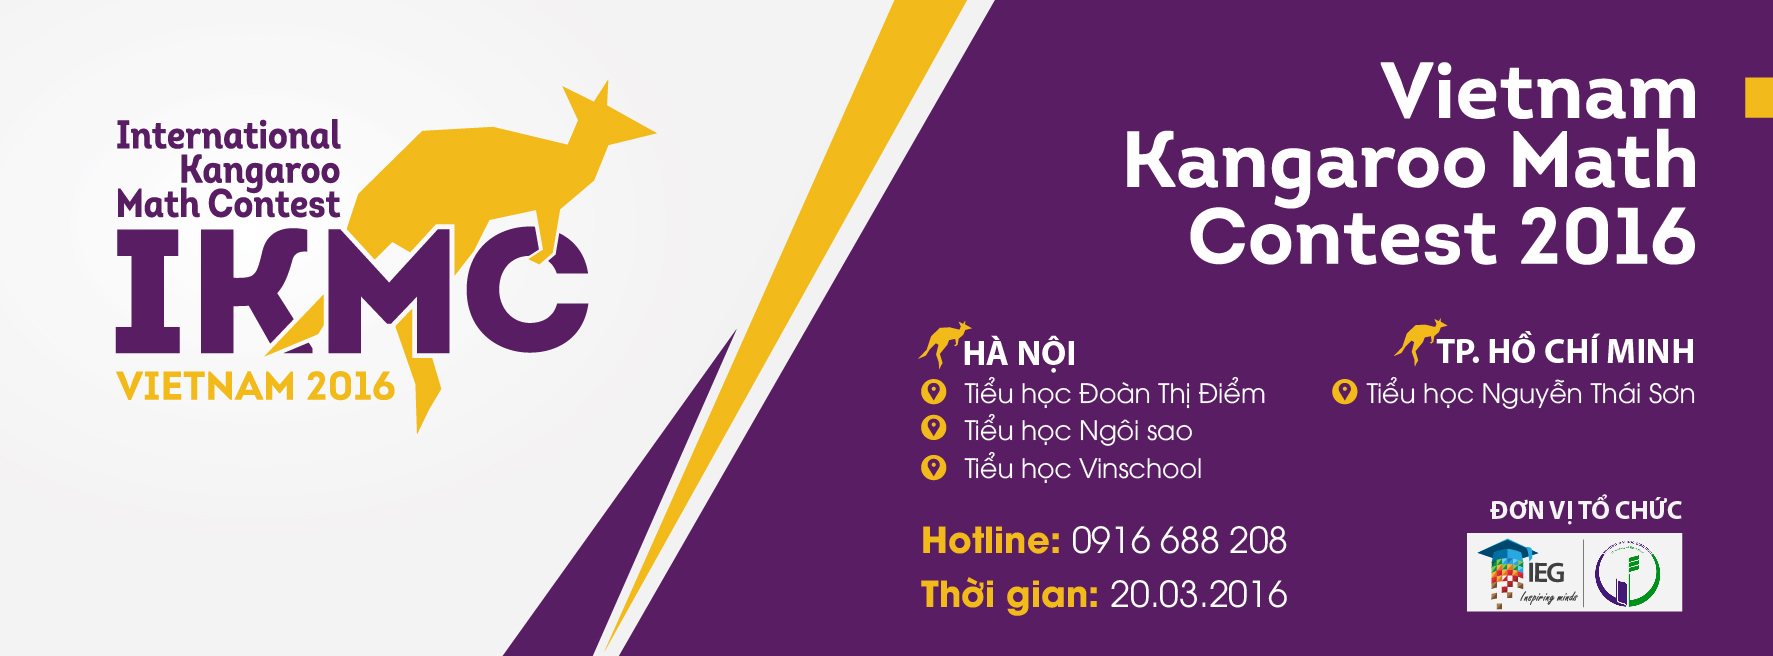 International
Kangaroo
Math Contest
IKMC
VIETNAM 2016
Vietnam
Kangaroo Math
Contest 2016
HÀ NỘI
Tiểu học Đoàn Thị Điểm
Tiểu học Ngôi sao
Tiểu học Vinschool
TP. HỒ CHÍ MINH
Tiểu học Nguyễn Thái Sơn
Hotline: 0916 688 208
Thời gian: 20.03.2016
ĐƠN VỊ TỔ CHỨC
IEG
Inspiring minds